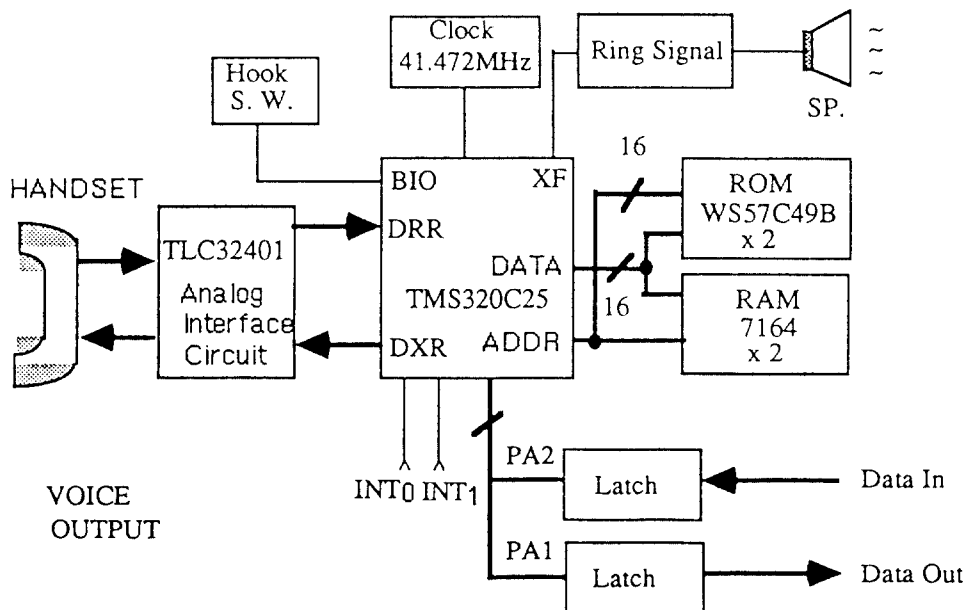 Clock
41.472MHz
Ring Signal
SP.
~
~
~
Hook
S. W.
HANDSET
BIO
XF
16
ROM
WS57C49B
x 2
DRR
TLC32401
Analog
Interface
Circuit
DATA
TMS320C25
16
RAM
7164
x 2
DXR
ADDR
INT0
INT1
PA2
Latch
Data In
VOICE
OUTPUT
PA1
Latch
Data Out